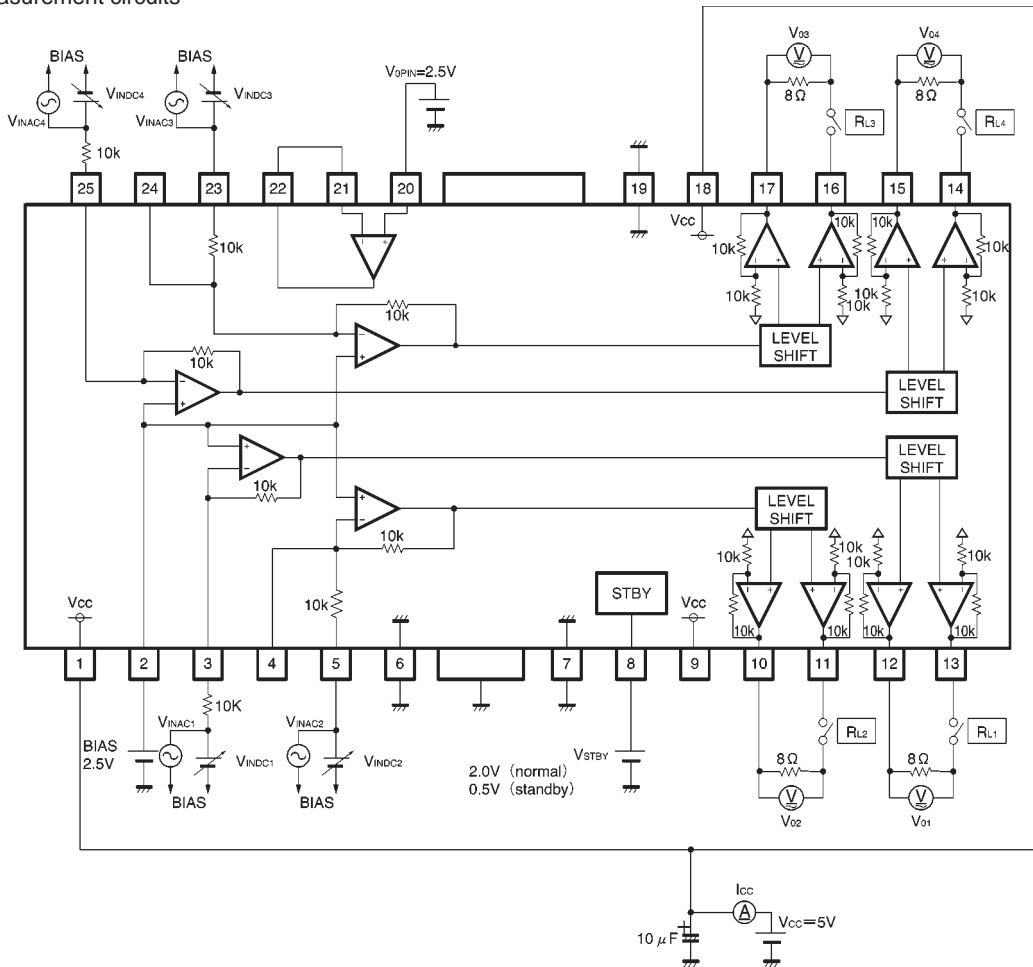 asurement circuits
BIAS
BIAS
VINDC4
VINDC3
VINAC4
VINAC3
10k
V0PIN=2.5V
V03
V04
8Ω
8Ω
RL3
RL4
25
24
23
22
21
20
19
18
17
16
15
14
Vcc
10k
10k
10k
10k
10k
10k
10k
10k
10k
10k
LEVEL
SHIFT
10k
10k
LEVEL
SHIFT
LEVEL
SHIFT
10k
LEVEL
SHIFT
10k
10k
10k
10k
10k
10k
10k
10k
10k
10k
STBY
Vcc
Vcc
1
2
3
4
5
6
7
8
9
10
11
12
13
10K
VINAC1
VINAC2
BIAS
2.5V
VINDC1
VINDC2
BIAS
BIAS
2.0V (normal)
0.5V (standby)
VSTBY
RL2
RL1
8Ω
8Ω
V02
V01
Icc
A
VCC=5V
10 μF